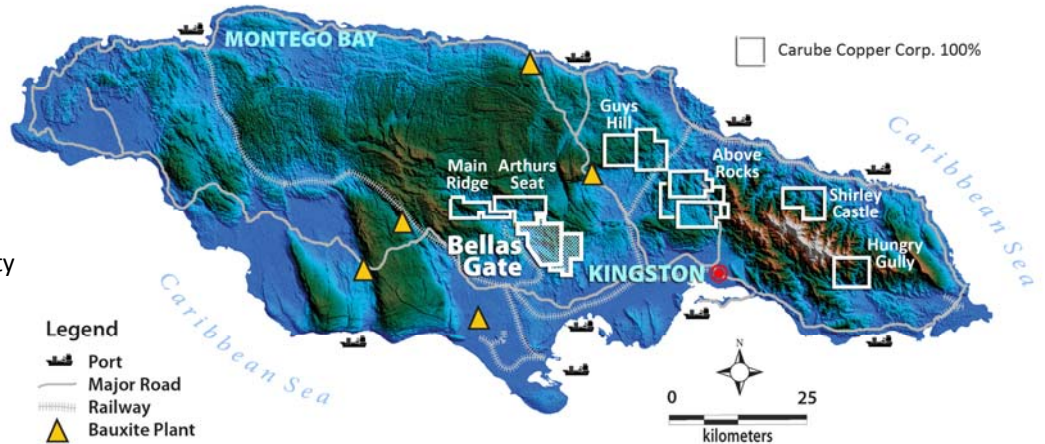 MONTEGO BAY
Carube Copper Corp. 100%
Guys
Hill
Main
Ridge
Arthurs
Seat
Above
Rocks
Caribbean Sea
Shirley
Castle
Bellas
Gate
Hungry
Gully
ty
KINGSTON
Caribbean Sea
Legend
Port
Major Road
Railway
Bauxite Plant
N
0 25
kilometers